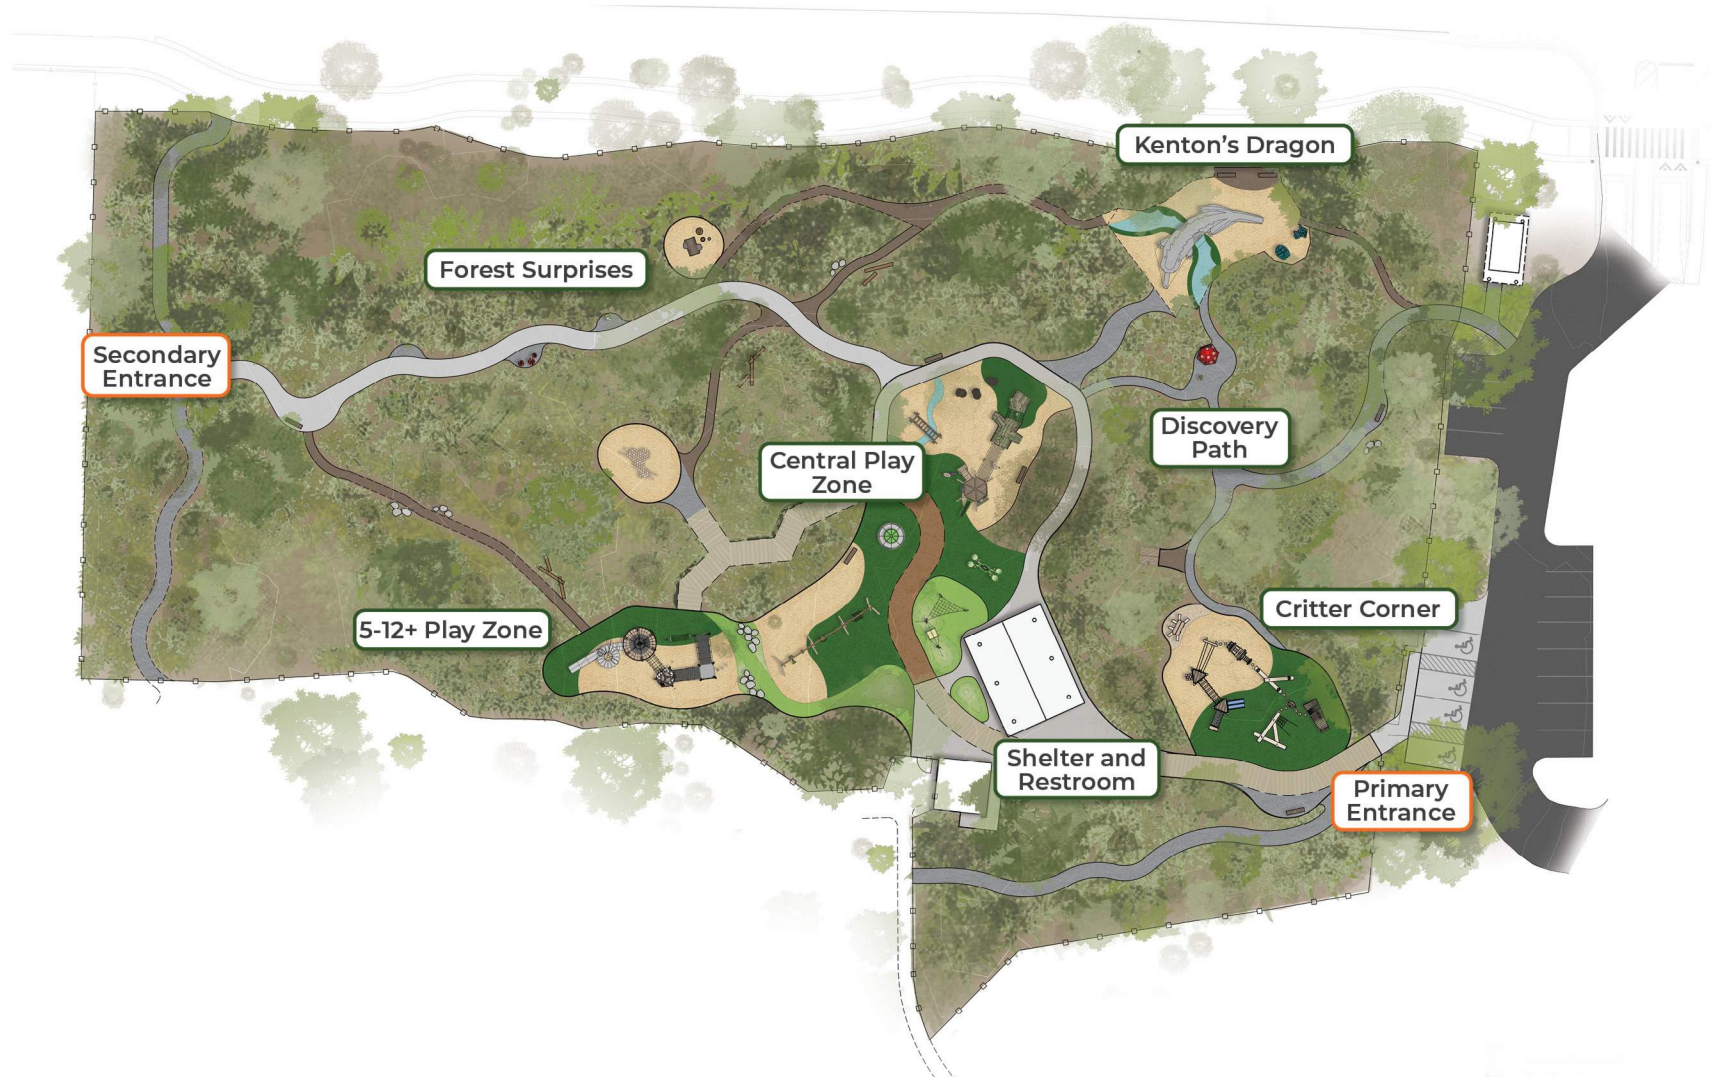 Kenton's Dragon
Forest Surprises
Secondary
Entrance
Discovery
Path
Central Play
Zone
Critter Corner
5-12+ Play Zone
Shelter and
Restroom
Primary
Entrance